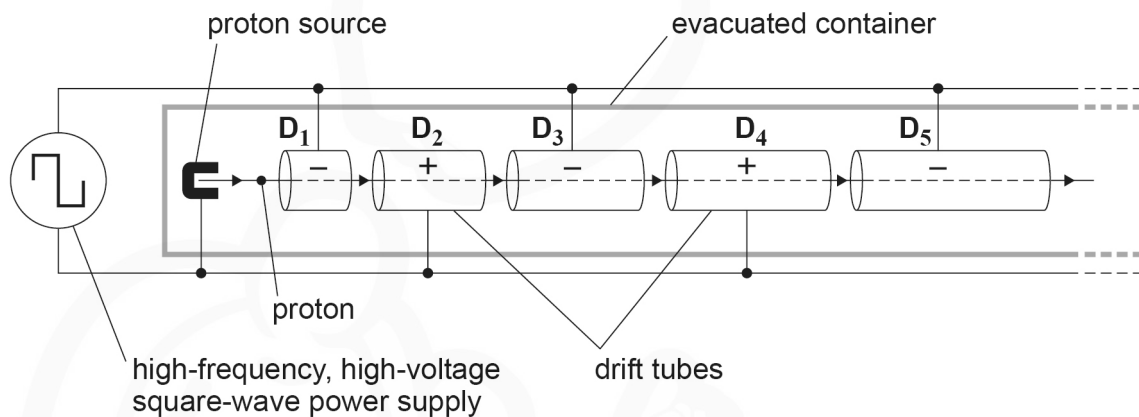 proton source
evacuated container
D₁
D₂
D₃
D₄
D₅
−
+
−
+
−
proton
drift tubes
high-frequency, high-voltage
square-wave power supply